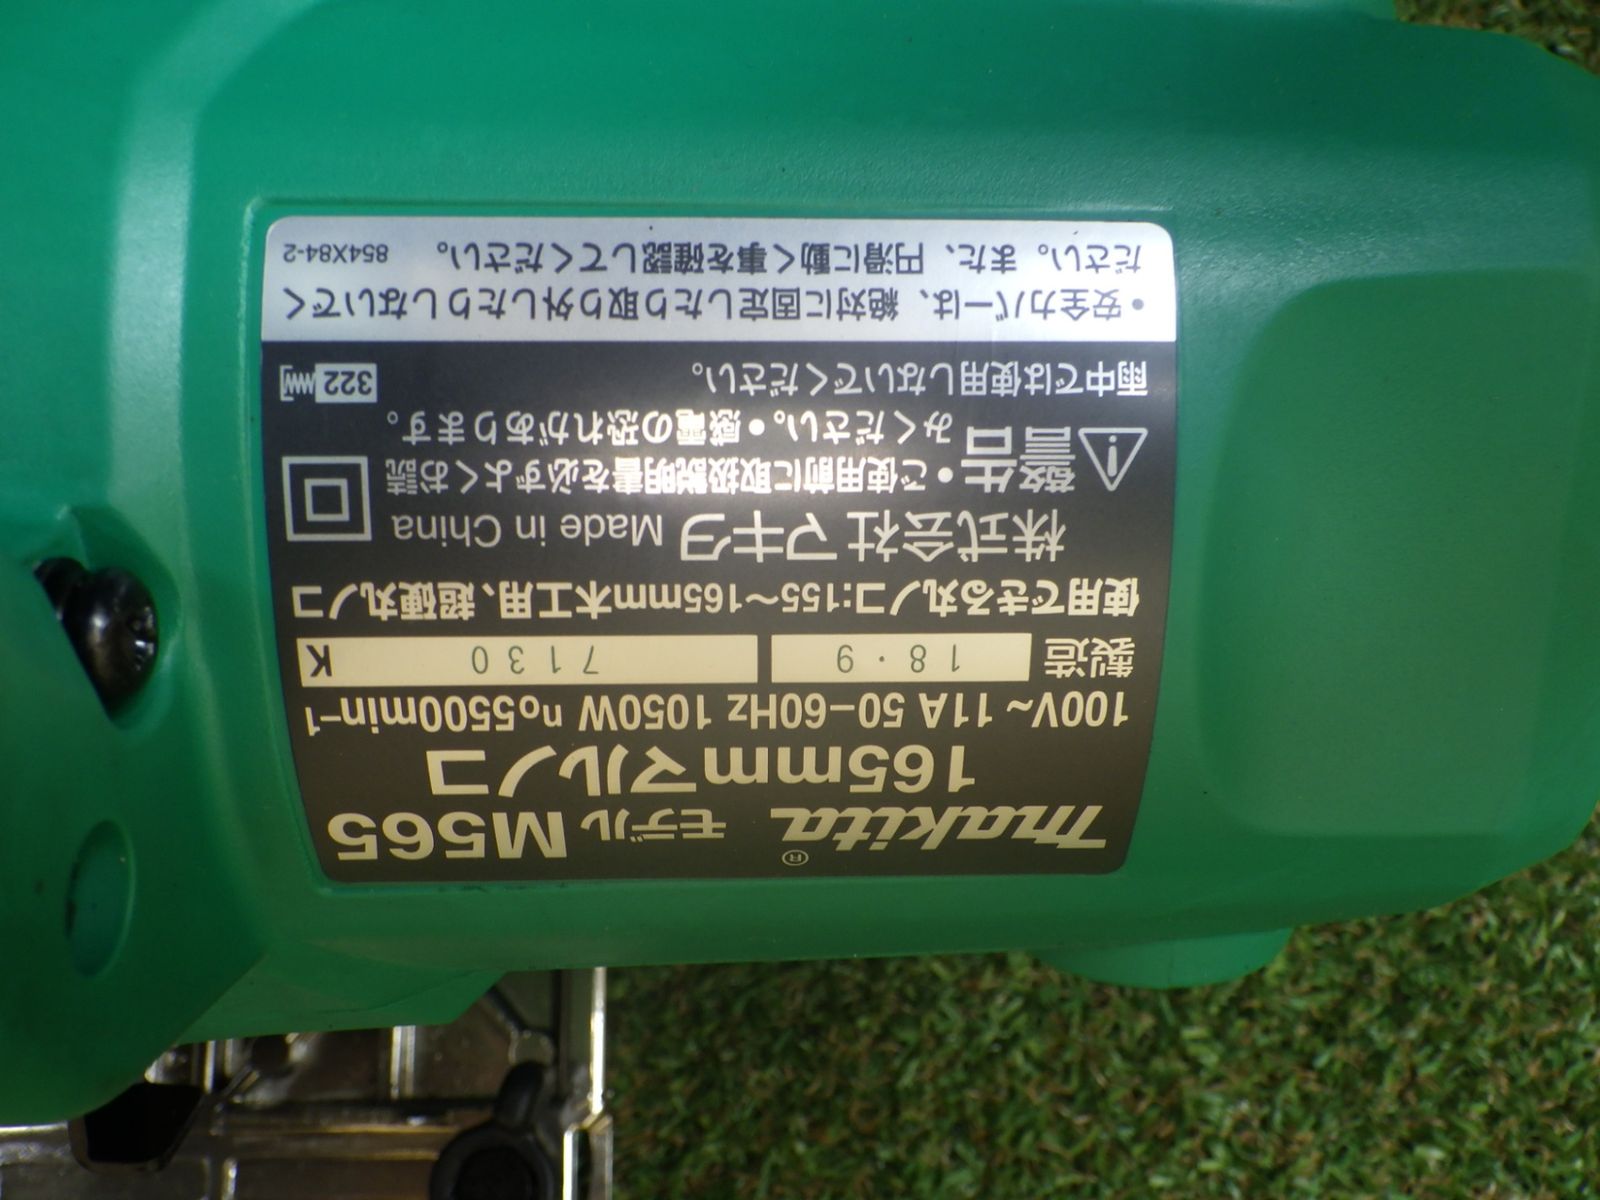 makita® モデル M565
165mmマルノコ
100V～ 11A 50-60Hz 1050W n₀5500min⁻¹
製造 18・9 7130 K
使用できる丸ノコ:155～165mm木工用、超硬丸ノコ
株式会社マキタ Made in China
警告 •ご使用前に取扱説明書を必ずよくお読
みください。•感電の恐れがあります。
雨中では使用しないでください。 322
•安全カバーは、絶対に固定したり取り外したりしないでく
ださい。また、円滑に動く事を確認してください。 854X84-2